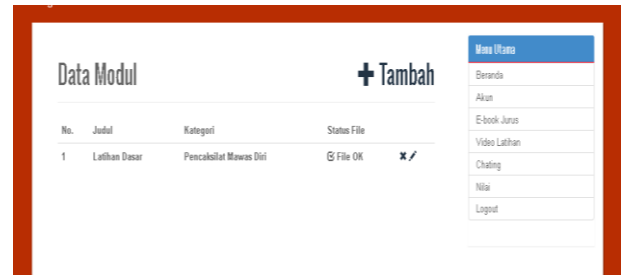 Data Modul
Tambah
No. Judul Kategori Status File
1 Latihan Dasar Pencaksilat Mawas Diri File OK
Menu Utama
Beranda
Akun
E-book Jurus
Video Latihan
Chating
Nilai
Logout